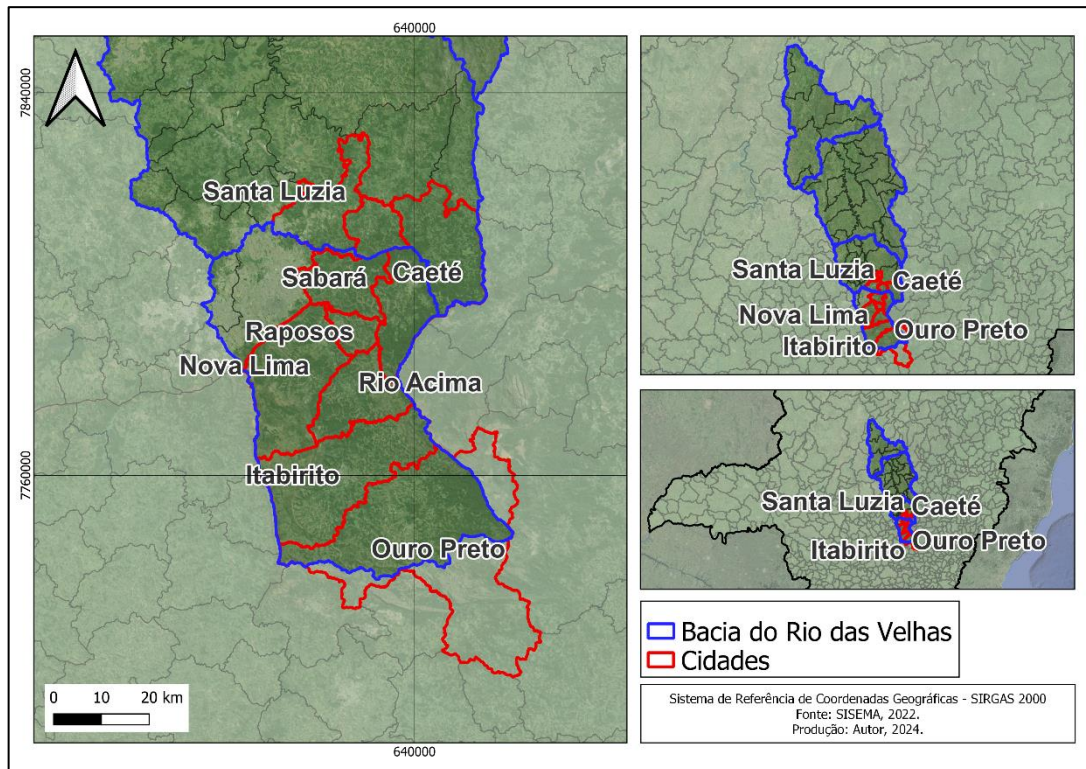 640000
7840000
Santa Luzia
Sabará
Caeté
Raposos
Nova Lima
Rio Acima
7760000
Itabirito
Ouro Preto
0 10 20 km
640000
Santa Luzia
Caeté
Nova Lima
Ouro Preto
Itabirito
Santa Luzia
Caeté
Ouro Preto
Itabirito
Bacia do Rio das Velhas
Cidades
Sistema de Referência de Coordenadas Geográficas - SIRGAS 2000
Fonte: SISEMA, 2022.
Produção: Autor, 2024.